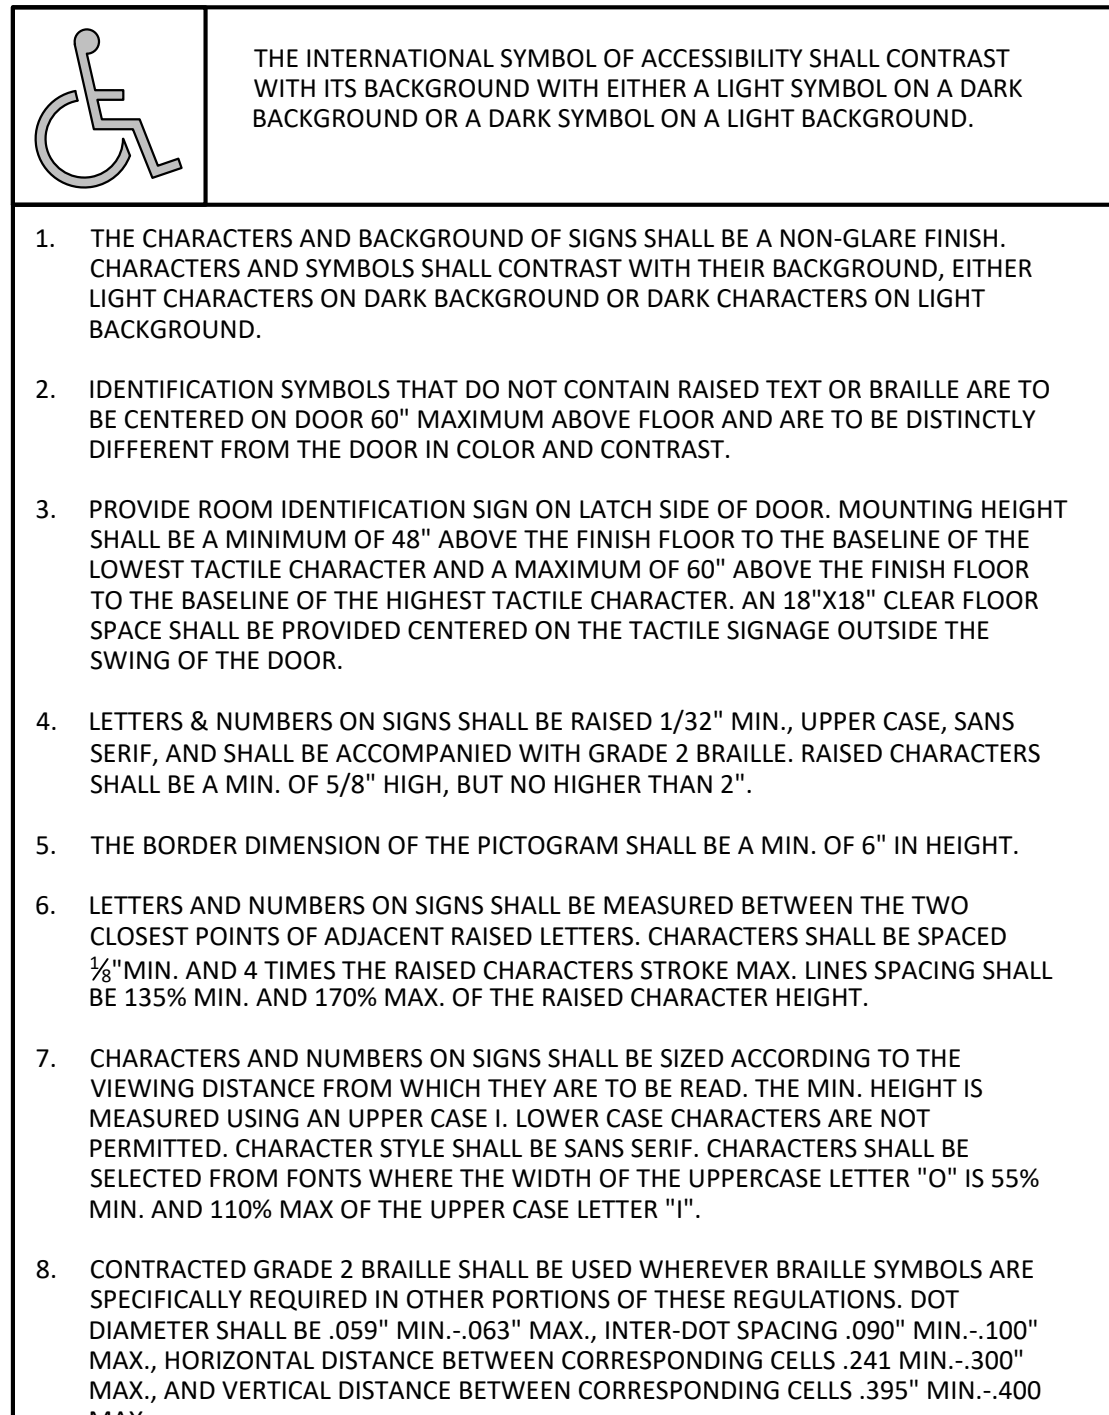 THE INTERNATIONAL SYMBOL OF ACCESSIBILITY SHALL CONTRAST
WITH ITS BACKGROUND WITH EITHER A LIGHT SYMBOL ON A DARK
BACKGROUND OR A DARK SYMBOL ON A LIGHT BACKGROUND.
1. THE CHARACTERS AND BACKGROUND OF SIGNS SHALL BE A NON-GLARE FINISH.
CHARACTERS AND SYMBOLS SHALL CONTRAST WITH THEIR BACKGROUND, EITHER
LIGHT CHARACTERS ON DARK BACKGROUND OR DARK CHARACTERS ON LIGHT
BACKGROUND.
2. IDENTIFICATION SYMBOLS THAT DO NOT CONTAIN RAISED TEXT OR BRAILLE ARE TO
BE CENTERED ON DOOR 60" MAXIMUM ABOVE FLOOR AND ARE TO BE DISTINCTLY
DIFFERENT FROM THE DOOR IN COLOR AND CONTRAST.
3. PROVIDE ROOM IDENTIFICATION SIGN ON LATCH SIDE OF DOOR. MOUNTING HEIGHT
SHALL BE A MINIMUM OF 48" ABOVE THE FINISH FLOOR TO THE BASELINE OF THE
LOWEST TACTILE CHARACTER AND A MAXIMUM OF 60" ABOVE THE FINISH FLOOR
TO THE BASELINE OF THE HIGHEST TACTILE CHARACTER. AN 18"X18" CLEAR FLOOR
SPACE SHALL BE PROVIDED CENTERED ON THE TACTILE SIGNAGE OUTSIDE THE
SWING OF THE DOOR.
4. LETTERS & NUMBERS ON SIGNS SHALL BE RAISED 1/32" MIN., UPPER CASE, SANS
SERIF, AND SHALL BE ACCOMPANIED WITH GRADE 2 BRAILLE. RAISED CHARACTERS
SHALL BE A MIN. OF 5/8" HIGH, BUT NO HIGHER THAN 2".
5. THE BORDER DIMENSION OF THE PICTOGRAM SHALL BE A MIN. OF 6" IN HEIGHT.
6. LETTERS AND NUMBERS ON SIGNS SHALL BE MEASURED BETWEEN THE TWO
CLOSEST POINTS OF ADJACENT RAISED LETTERS. CHARACTERS SHALL BE SPACED
⅛"MIN. AND 4 TIMES THE RAISED CHARACTERS STROKE MAX. LINES SPACING SHALL
BE 135% MIN. AND 170% MAX. OF THE RAISED CHARACTER HEIGHT.
7. CHARACTERS AND NUMBERS ON SIGNS SHALL BE SIZED ACCORDING TO THE
VIEWING DISTANCE FROM WHICH THEY ARE TO BE READ. THE MIN. HEIGHT IS
MEASURED USING AN UPPER CASE I. LOWER CASE CHARACTERS ARE NOT
PERMITTED. CHARACTER STYLE SHALL BE SANS SERIF. CHARACTERS SHALL BE
SELECTED FROM FONTS WHERE THE WIDTH OF THE UPPERCASE LETTER "O" IS 55%
MIN. AND 110% MAX OF THE UPPER CASE LETTER "I".
8. CONTRACTED GRADE 2 BRAILLE SHALL BE USED WHEREVER BRAILLE SYMBOLS ARE
SPECIFICALLY REQUIRED IN OTHER PORTIONS OF THESE REGULATIONS. DOT
DIAMETER SHALL BE .059" MIN.-.063" MAX., INTER-DOT SPACING .090" MIN.-.100"
MAX., HORIZONTAL DISTANCE BETWEEN CORRESPONDING CELLS .241 MIN.-.300"
MAX., AND VERTICAL DISTANCE BETWEEN CORRESPONDING CELLS .395" MIN.-.400